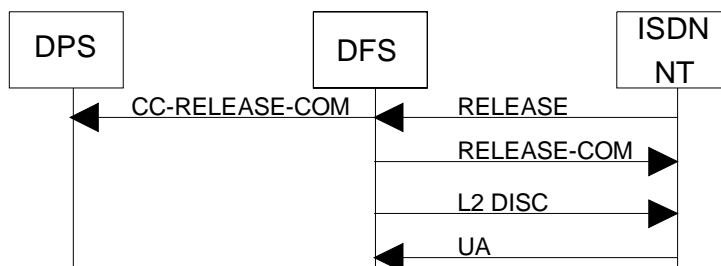 DPS
DFS
ISDN
NT
CC-RELEASE-COM
RELEASE
RELEASE-COM
L2 DISC
UA